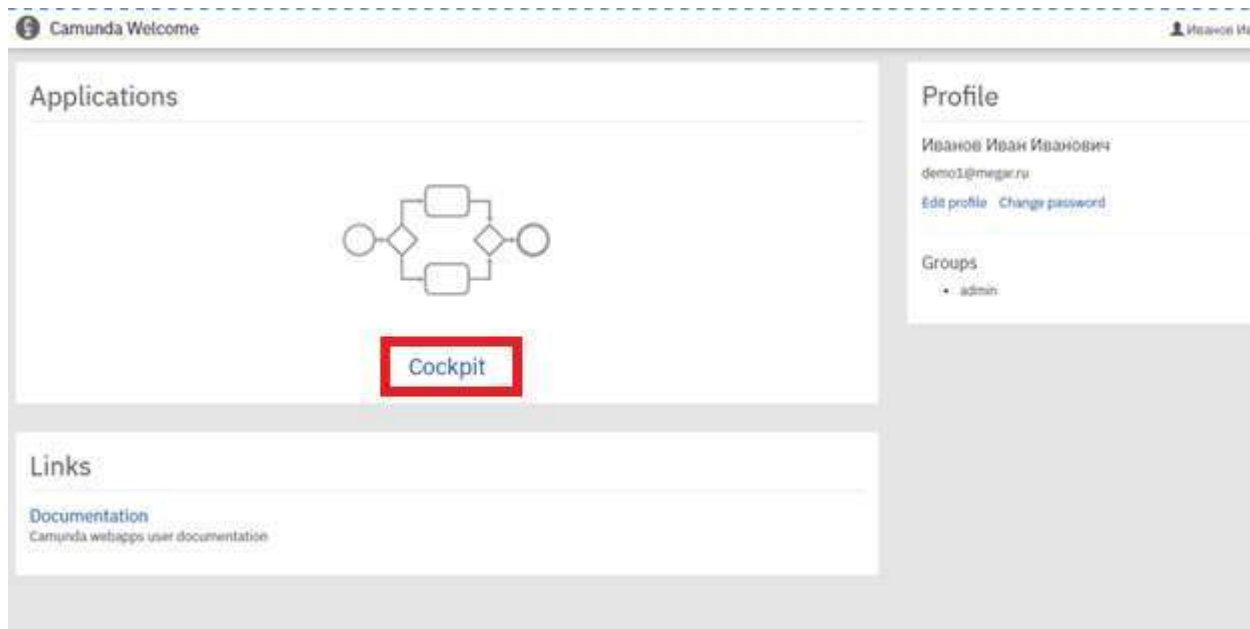 Camunda Welcome
Иванов
Applications
Cockpit
Links
Documentation
Camunda webapps user documentation
Profile
Иванов Иван Иванович
demo1@megar.ru
Edit profile Change password
Groups
• admin